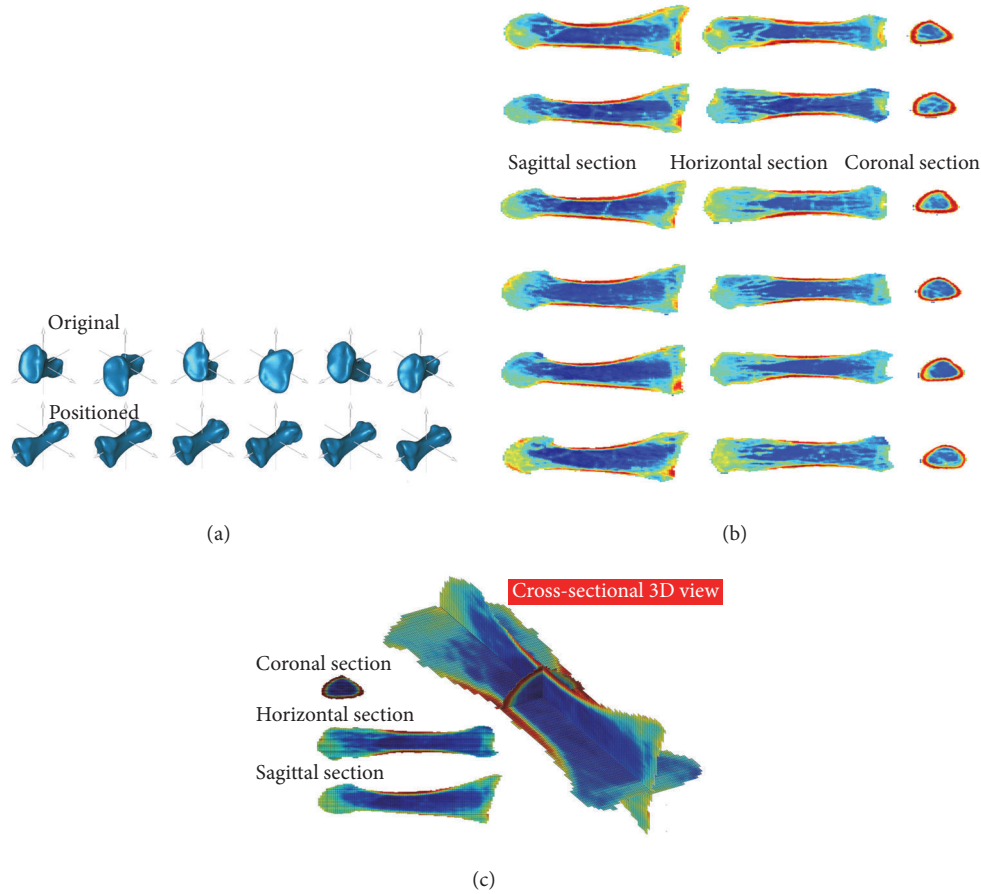 Original
Positioned
(a)
Sagittal section Horizontal section Coronal section
(b)
Cross-sectional 3D view
Coronal section
Horizontal section
Sagittal section
(c)